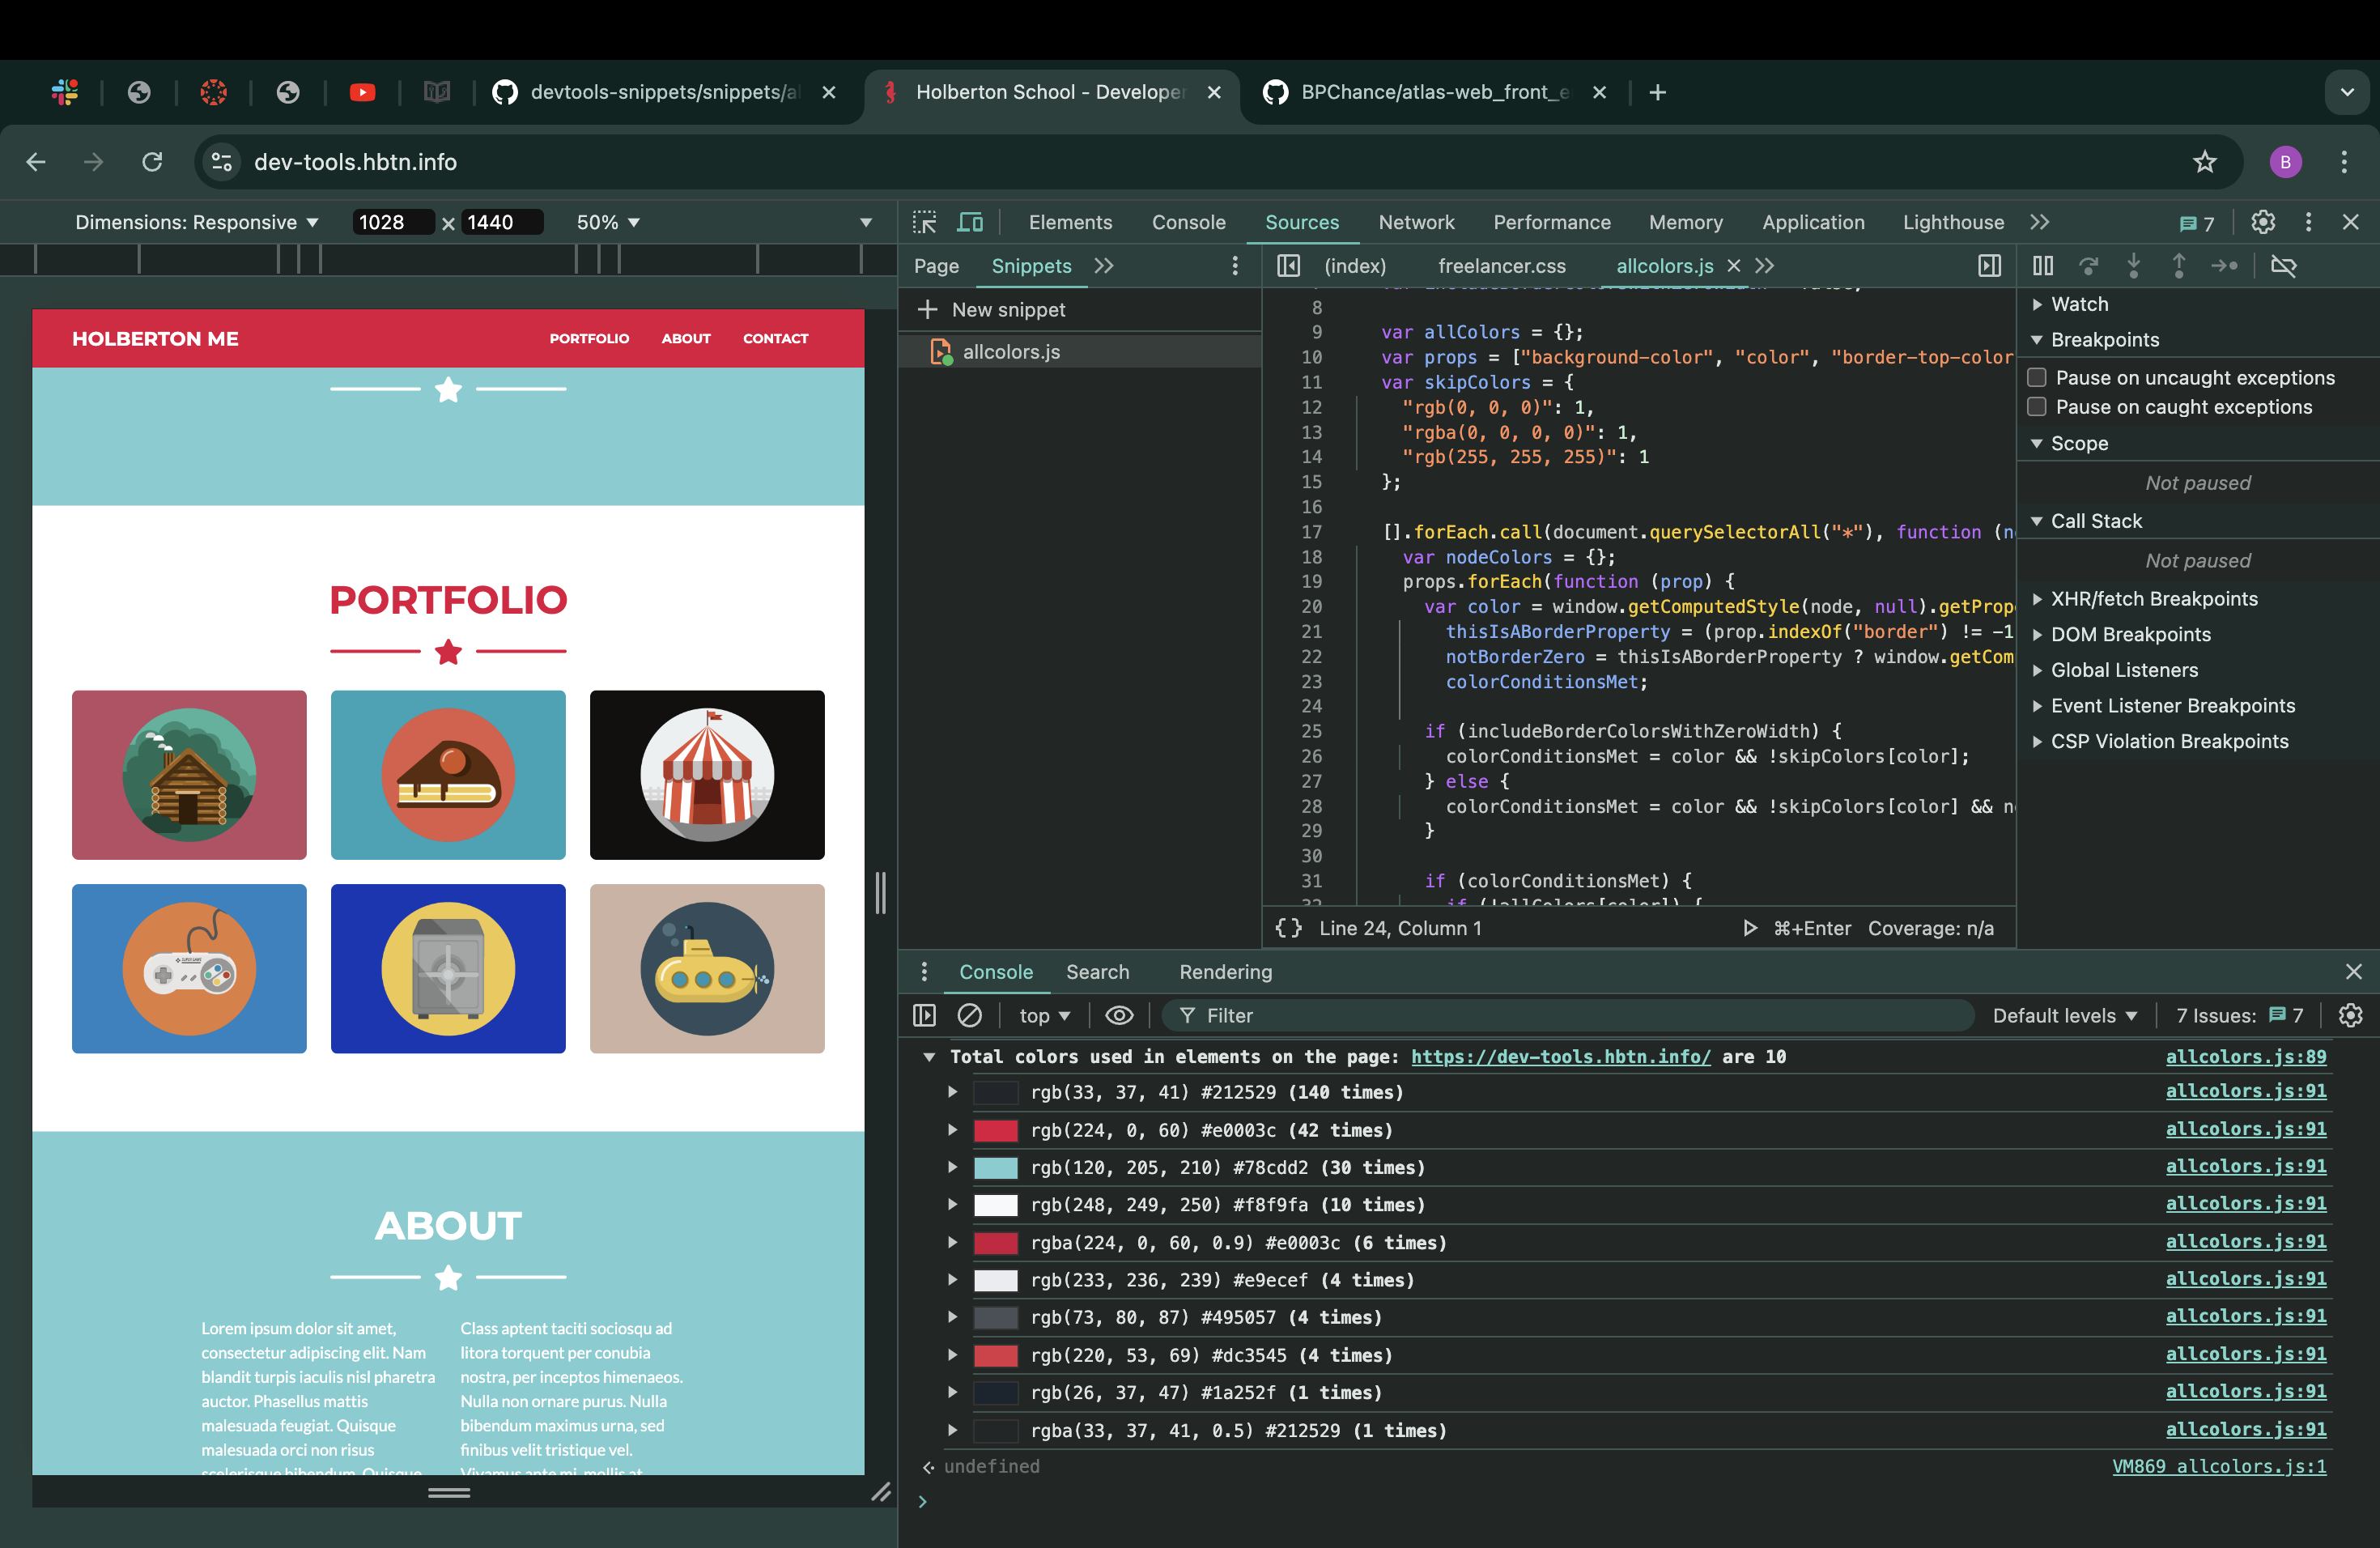 devtools-snippets/snippets/al
Holberton School - Developer
BPChance/atlas-web_front_e
dev-tools.hbtn.info
B
Dimensions: Responsive
1028 × 1440
50%
Elements
Console
Sources
Network
Performance
Memory
Application
Lighthouse
7
Page
Snippets
New snippet
allcolors.js
(index)
freelancer.css
allcolors.js
8
9 var allColors = {};
10 var props = ["background-color", "color", "border-top-color
11 var skipColors = {
12 "rgb(0, 0, 0)": 1,
13 "rgba(0, 0, 0, 0)": 1,
14 "rgb(255, 255, 255)": 1
15 };
16
17 [].forEach.call(document.querySelectorAll("*"), function (n
18 var nodeColors = {};
19 props.forEach(function (prop) {
20 var color = window.getComputedStyle(node, null).getProp
21 thisIsABorderProperty = (prop.indexOf("border") != -1
22 notBorderZero = thisIsABorderProperty ? window.getCom
23 colorConditionsMet;
24
25 if (includeBorderColorsWithZeroWidth) {
26 colorConditionsMet = color && !skipColors[color];
27 } else {
28 colorConditionsMet = color && !skipColors[color] && n
29 }
30
31 if (colorConditionsMet) {
32 if (!allColors[color]) {
{ } Line 24, Column 1
⌘+Enter
Coverage: n/a
Watch
Breakpoints
Pause on uncaught exceptions
Pause on caught exceptions
Scope
Not paused
Call Stack
Not paused
XHR/fetch Breakpoints
DOM Breakpoints
Global Listeners
Event Listener Breakpoints
CSP Violation Breakpoints
HOLBERTON ME
PORTFOLIO
ABOUT
CONTACT
PORTFOLIO
ABOUT
Lorem ipsum dolor sit amet,
consectetur adipiscing elit. Nam
blandit turpis iaculis nisl pharetra
auctor. Phasellus mattis
malesuada feugiat. Quisque
malesuada orci non risus
scelerisque bibendum. Quisque
Class aptent taciti sociosqu ad
litora torquent per conubia
nostra, per inceptos himenaeos.
Nulla non ornare purus. Nulla
bibendum maximus urna, sed
finibus velit tristique vel.
Vivamus ante mi, mollis at
Console
Search
Rendering
top
Filter
Default levels
7 Issues: 7
Total colors used in elements on the page: https://dev-tools.hbtn.info/ are 10 allcolors.js:89
rgb(33, 37, 41) #212529 (140 times) allcolors.js:91
rgb(224, 0, 60) #e0003c (42 times) allcolors.js:91
rgb(120, 205, 210) #78cdd2 (30 times) allcolors.js:91
rgb(248, 249, 250) #f8f9fa (10 times) allcolors.js:91
rgba(224, 0, 60, 0.9) #e0003c (6 times) allcolors.js:91
rgb(233, 236, 239) #e9ecef (4 times) allcolors.js:91
rgb(73, 80, 87) #495057 (4 times) allcolors.js:91
rgb(220, 53, 69) #dc3545 (4 times) allcolors.js:91
rgb(26, 37, 47) #1a252f (1 times) allcolors.js:91
rgba(33, 37, 41, 0.5) #212529 (1 times) allcolors.js:91
undefined VM869 allcolors.js:1